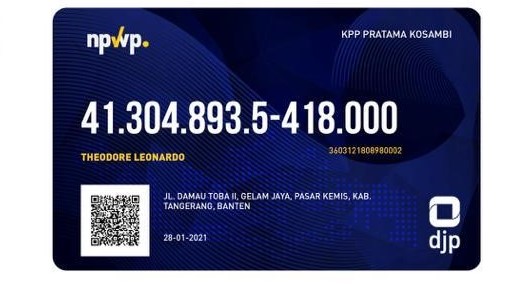 npwp.
KPP PRATAMA KOSAMBI
41.304.893.5-418.000
THEODORE LEONARDO
3603121808980002
JL. DAMAU TOBA II, GELAM JAYA, PASAR KEMIS, KAB.
TANGERANG, BANTEN
28-01-2021
djp